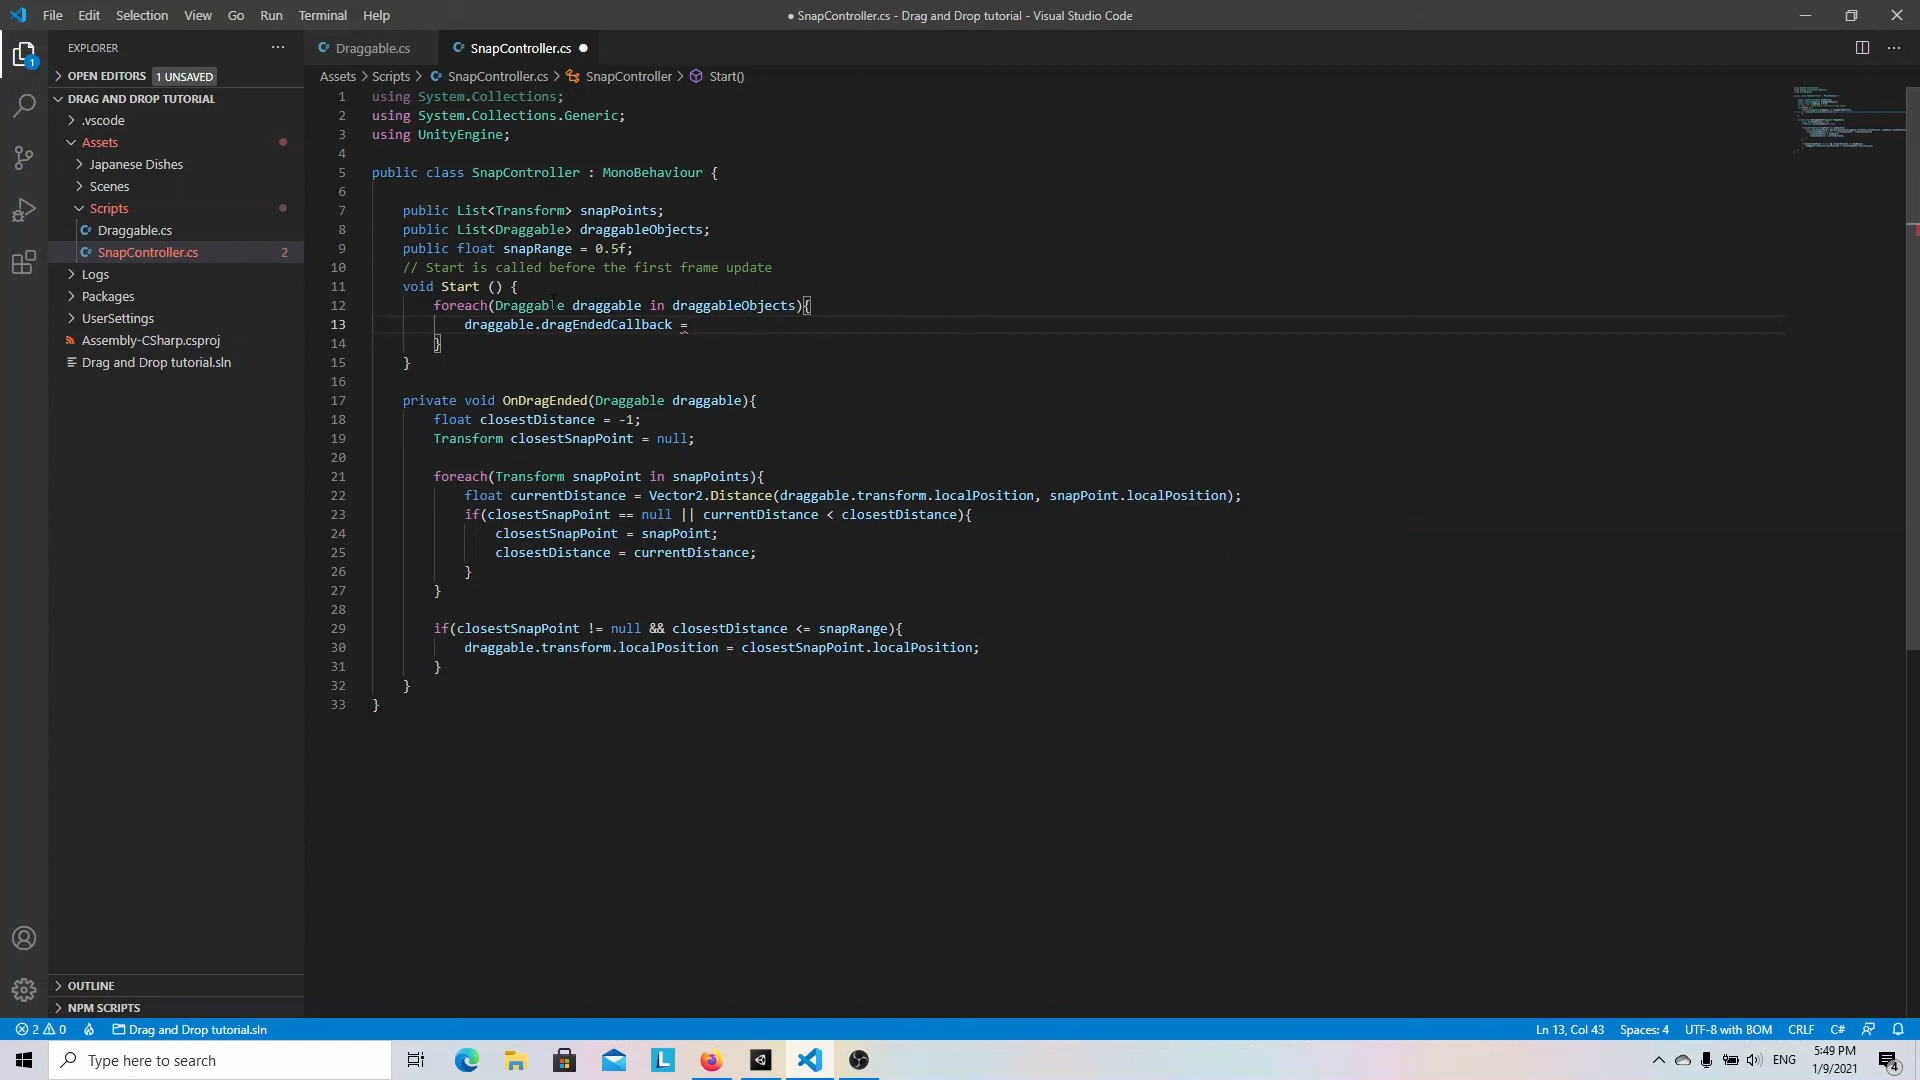 File Edit Selection View Go Run Terminal Help
● SnapController.cs - Drag and Drop tutorial - Visual Studio Code
EXPLORER
OPEN EDITORS 1 UNSAVED
DRAG AND DROP TUTORIAL
.vscode
Assets
Japanese Dishes
Scenes
Scripts
Draggable.cs
SnapController.cs 2
Logs
Packages
UserSettings
Assembly-CSharp.csproj
Drag and Drop tutorial.sln
OUTLINE
NPM SCRIPTS
1
Draggable.cs SnapController.cs ●
Assets > Scripts > SnapController.cs > SnapController > Start()
1 using System.Collections;
2 using System.Collections.Generic;
3 using UnityEngine;
4
5 public class SnapController : MonoBehaviour {
6
7 public List<Transform> snapPoints;
8 public List<Draggable> draggableObjects;
9 public float snapRange = 0.5f;
10 // Start is called before the first frame update
11 void Start () {
12 foreach(Draggable draggable in draggableObjects){
13 draggable.dragEndedCallback =
14 }
15 }
16
17 private void OnDragEnded(Draggable draggable){
18 float closestDistance = -1;
19 Transform closestSnapPoint = null;
20
21 foreach(Transform snapPoint in snapPoints){
22 float currentDistance = Vector2.Distance(draggable.transform.localPosition, snapPoint.localPosition);
23 if(closestSnapPoint == null || currentDistance < closestDistance){
24 closestSnapPoint = snapPoint;
25 closestDistance = currentDistance;
26 }
27 }
28
29 if(closestSnapPoint != null && closestDistance <= snapRange){
30 draggable.transform.localPosition = closestSnapPoint.localPosition;
31 }
32 }
33 }
2 0 Drag and Drop tutorial.sln
Ln 13, Col 43 Spaces: 4 UTF-8 with BOM CRLF C#
Type here to search
L
ENG
5:49 PM
1/9/2021
4